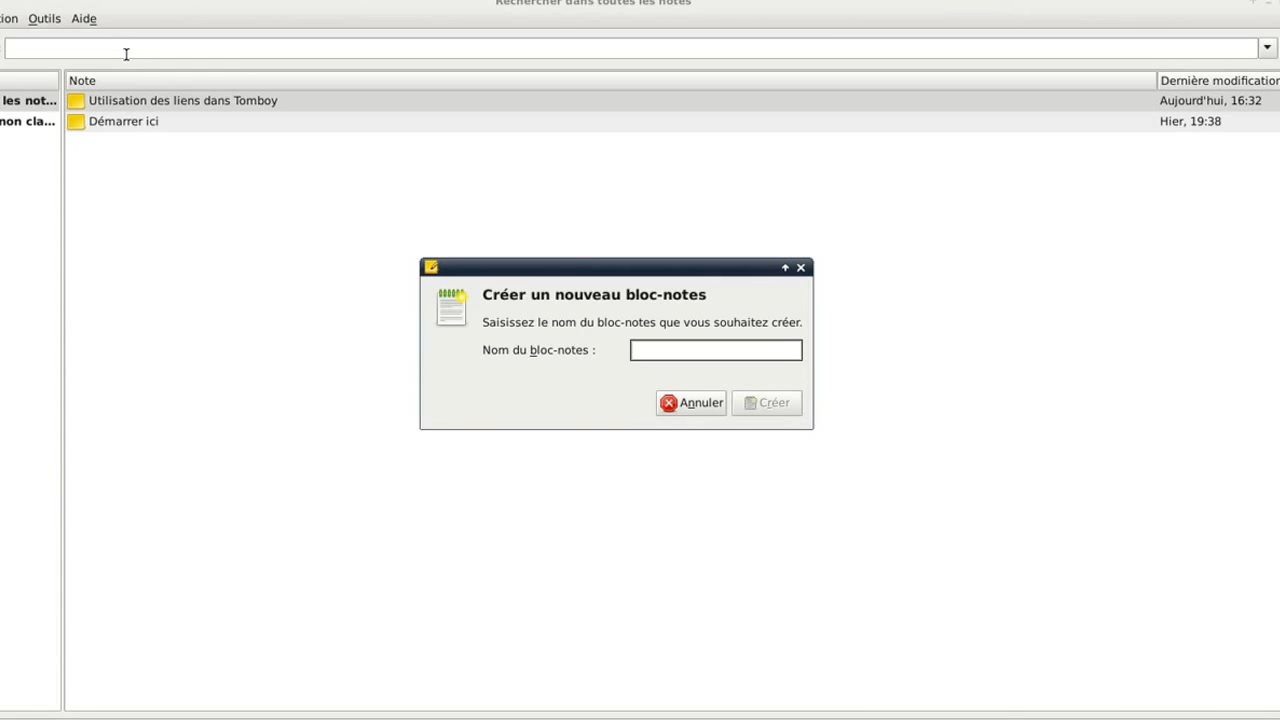 Rechercher dans toutes les notes
ion Outils Aide
Note Dernière modification
les not... Utilisation des liens dans Tomboy Aujourd'hui, 16:32
non cla... Démarrer ici Hier, 19:38
Créer un nouveau bloc-notes
Saisissez le nom du bloc-notes que vous souhaitez créer.
Nom du bloc-notes :
Annuler Créer